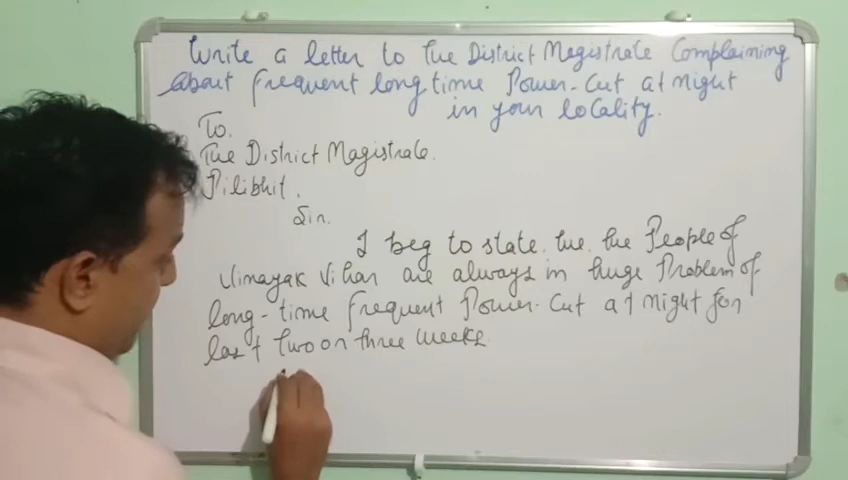 Write a letter to the District Magistrate Complaining
about frequent long time Power-Cut at night
in your locality.
To.
The District Magistrate.
Pilibhit.
Sir.
I beg to state. we. the People of
Vinayak Vihar are always in huge Problem of
long-time frequent Power-Cut at night for
last two or three weeks.